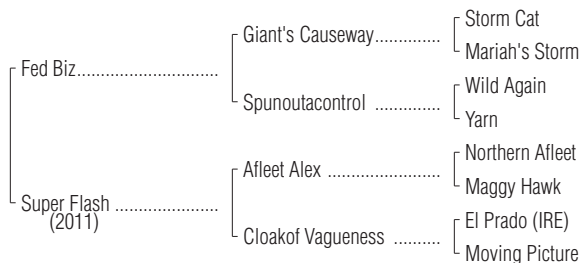 Fed Biz..............................
Giant's Causeway..............
Storm Cat
Mariah's Storm
Spunoutacontrol ..............
Wild Again
Yarn
Super Flash ......................
(2011)
Afleet Alex ........................
Northern Afleet
Maggy Hawk
Cloakof Vagueness ..........
El Prado (IRE)
Moving Picture